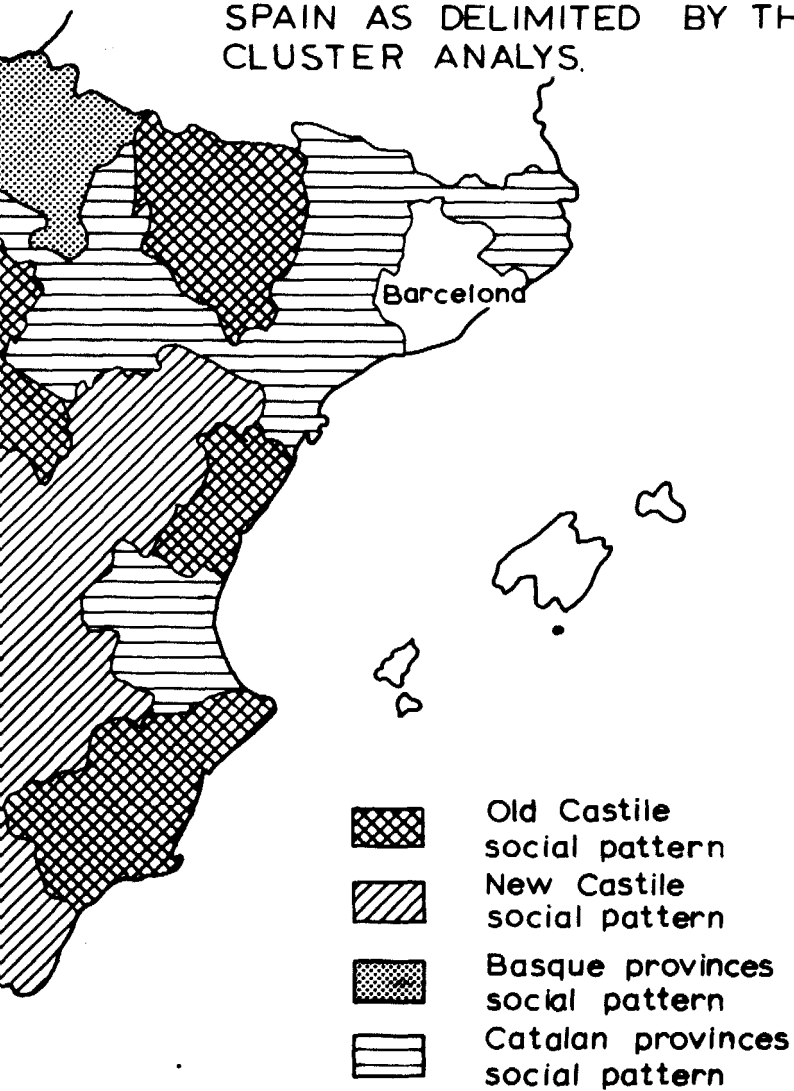 SPAIN AS DELIMITED BY TH
CLUSTER ANALYS.
Barcelona
Old Castile
social pattern
New Castile
social pattern
Basque provinces
social pattern
Catalan provinces
social pattern